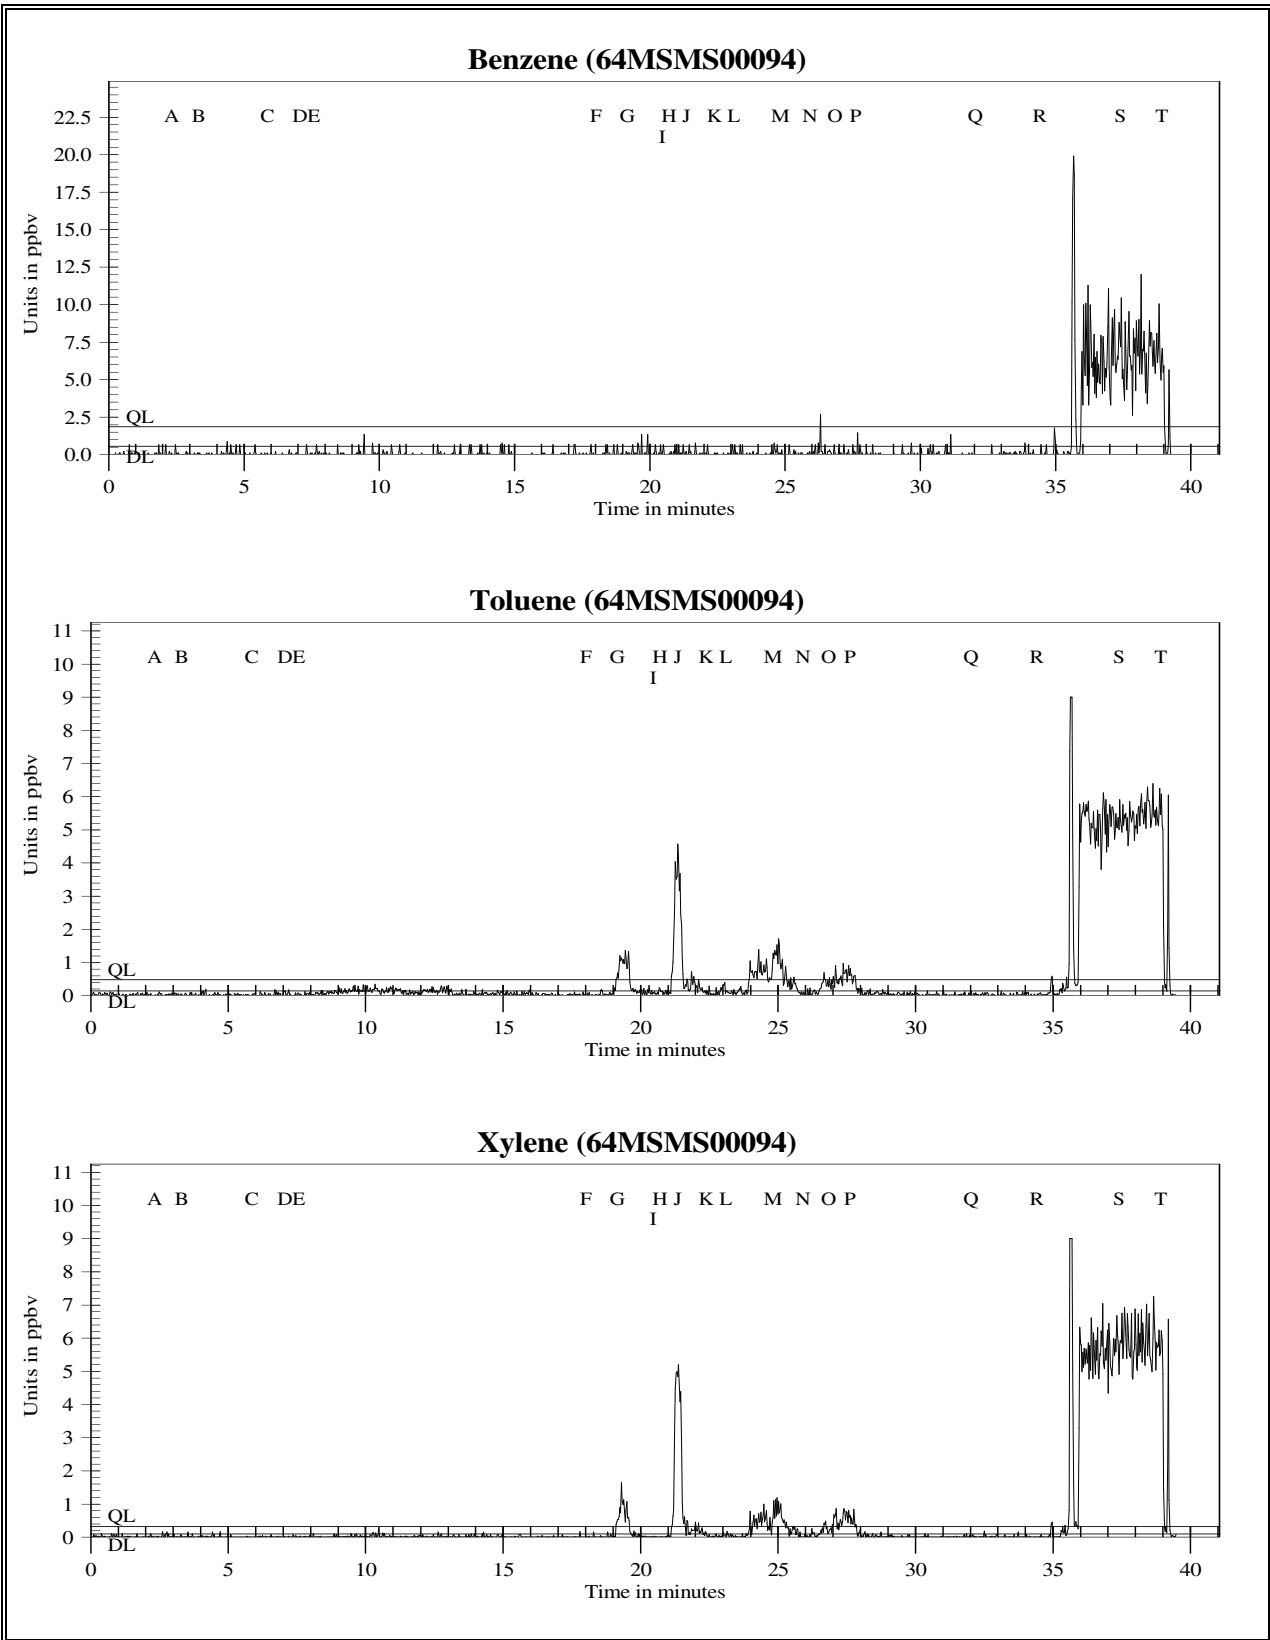 Benzene (64MSMS00094)
A B C DE F G H J K L M N O P Q R S T
I
22.5
20.0
17.5
15.0
12.5
10.0
7.5
5.0
2.5
0.0
Units in ppbv
QL
DL
0 5 10 15 20 25 30 35 40
Time in minutes
Toluene (64MSMS00094)
A B C DE F G H J K L M N O P Q R S T
I
11
10
9
8
7
6
5
4
3
2
1
0
Units in ppbv
QL
DL
0 5 10 15 20 25 30 35 40
Time in minutes
Xylene (64MSMS00094)
A B C DE F G H J K L M N O P Q R S T
I
11
10
9
8
7
6
5
4
3
2
1
0
Units in ppbv
QL
DL
0 5 10 15 20 25 30 35 40
Time in minutes